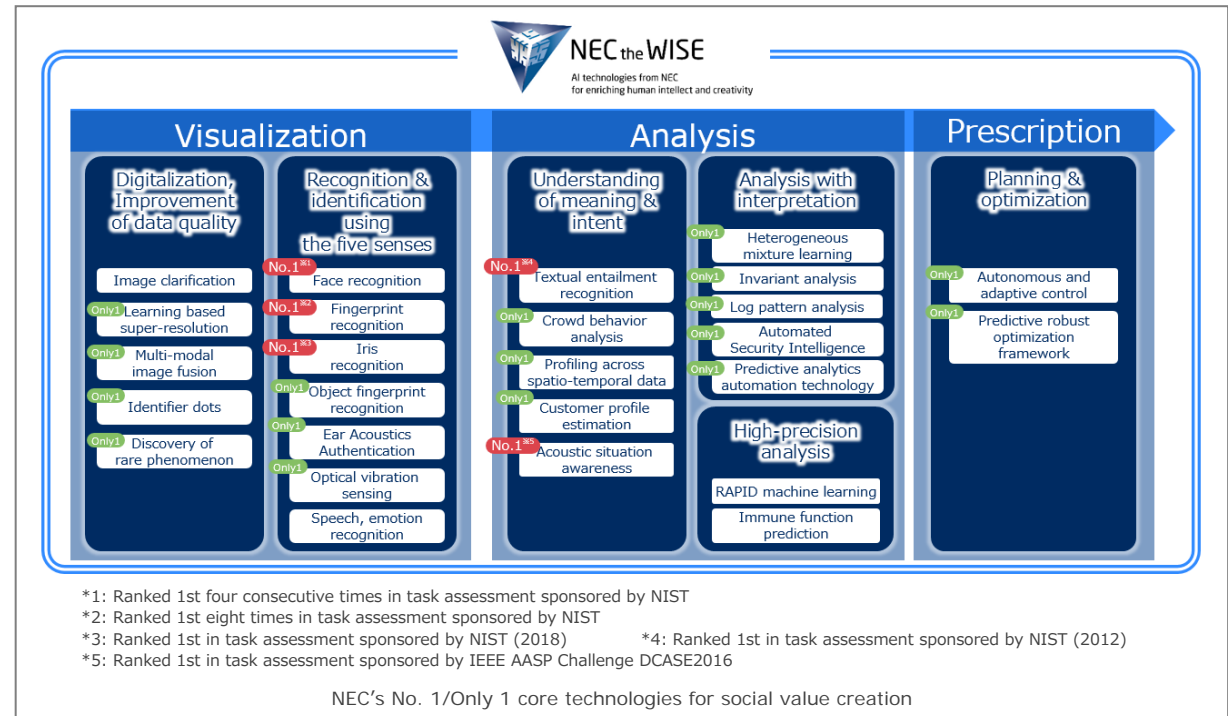 NEC the WISE
AI technologies from NEC
for enriching human intellect and creativity
Visualization
Digitalization,
Improvement
of data quality
Image clarification
Only1
Learning based
super-resolution
Only1
Multi-modal
image fusion
Only1
Identifier dots
Only1
Discovery of
rare phenomenon
Recognition &
identification
using
the five senses
No.1※1
Face recognition
No.1※2
Fingerprint
recognition
No.1※3
Iris
recognition
Only1
Object fingerprint
recognition
Only1
Ear Acoustics
Authentication
Only1
Optical vibration
sensing
Speech, emotion
recognition
Analysis
Understanding
of meaning &
intent
No.1※4
Textual entailment
recognition
Only1
Crowd behavior
analysis
Only1
Profiling across
spatio-temporal data
Only1
Customer profile
estimation
No.1※5
Acoustic situation
awareness
Analysis with
interpretation
Only1
Heterogeneous
mixture learning
Only1
Invariant analysis
Only1
Log pattern analysis
Only1
Automated
Security Intelligence
Only1
Predictive analytics
automation technology
High-precision
analysis
RAPID machine learning
Immune function
prediction
Prescription
Planning &
optimization
Only1
Autonomous and
adaptive control
Only1
Predictive robust
optimization
framework
*1: Ranked 1st four consecutive times in task assessment sponsored by NIST
*2: Ranked 1st eight times in task assessment sponsored by NIST
*3: Ranked 1st in task assessment sponsored by NIST (2018)
*4: Ranked 1st in task assessment sponsored by NIST (2012)
*5: Ranked 1st in task assessment sponsored by IEEE AASP Challenge DCASE2016
NEC's No. 1/Only 1 core technologies for social value creation